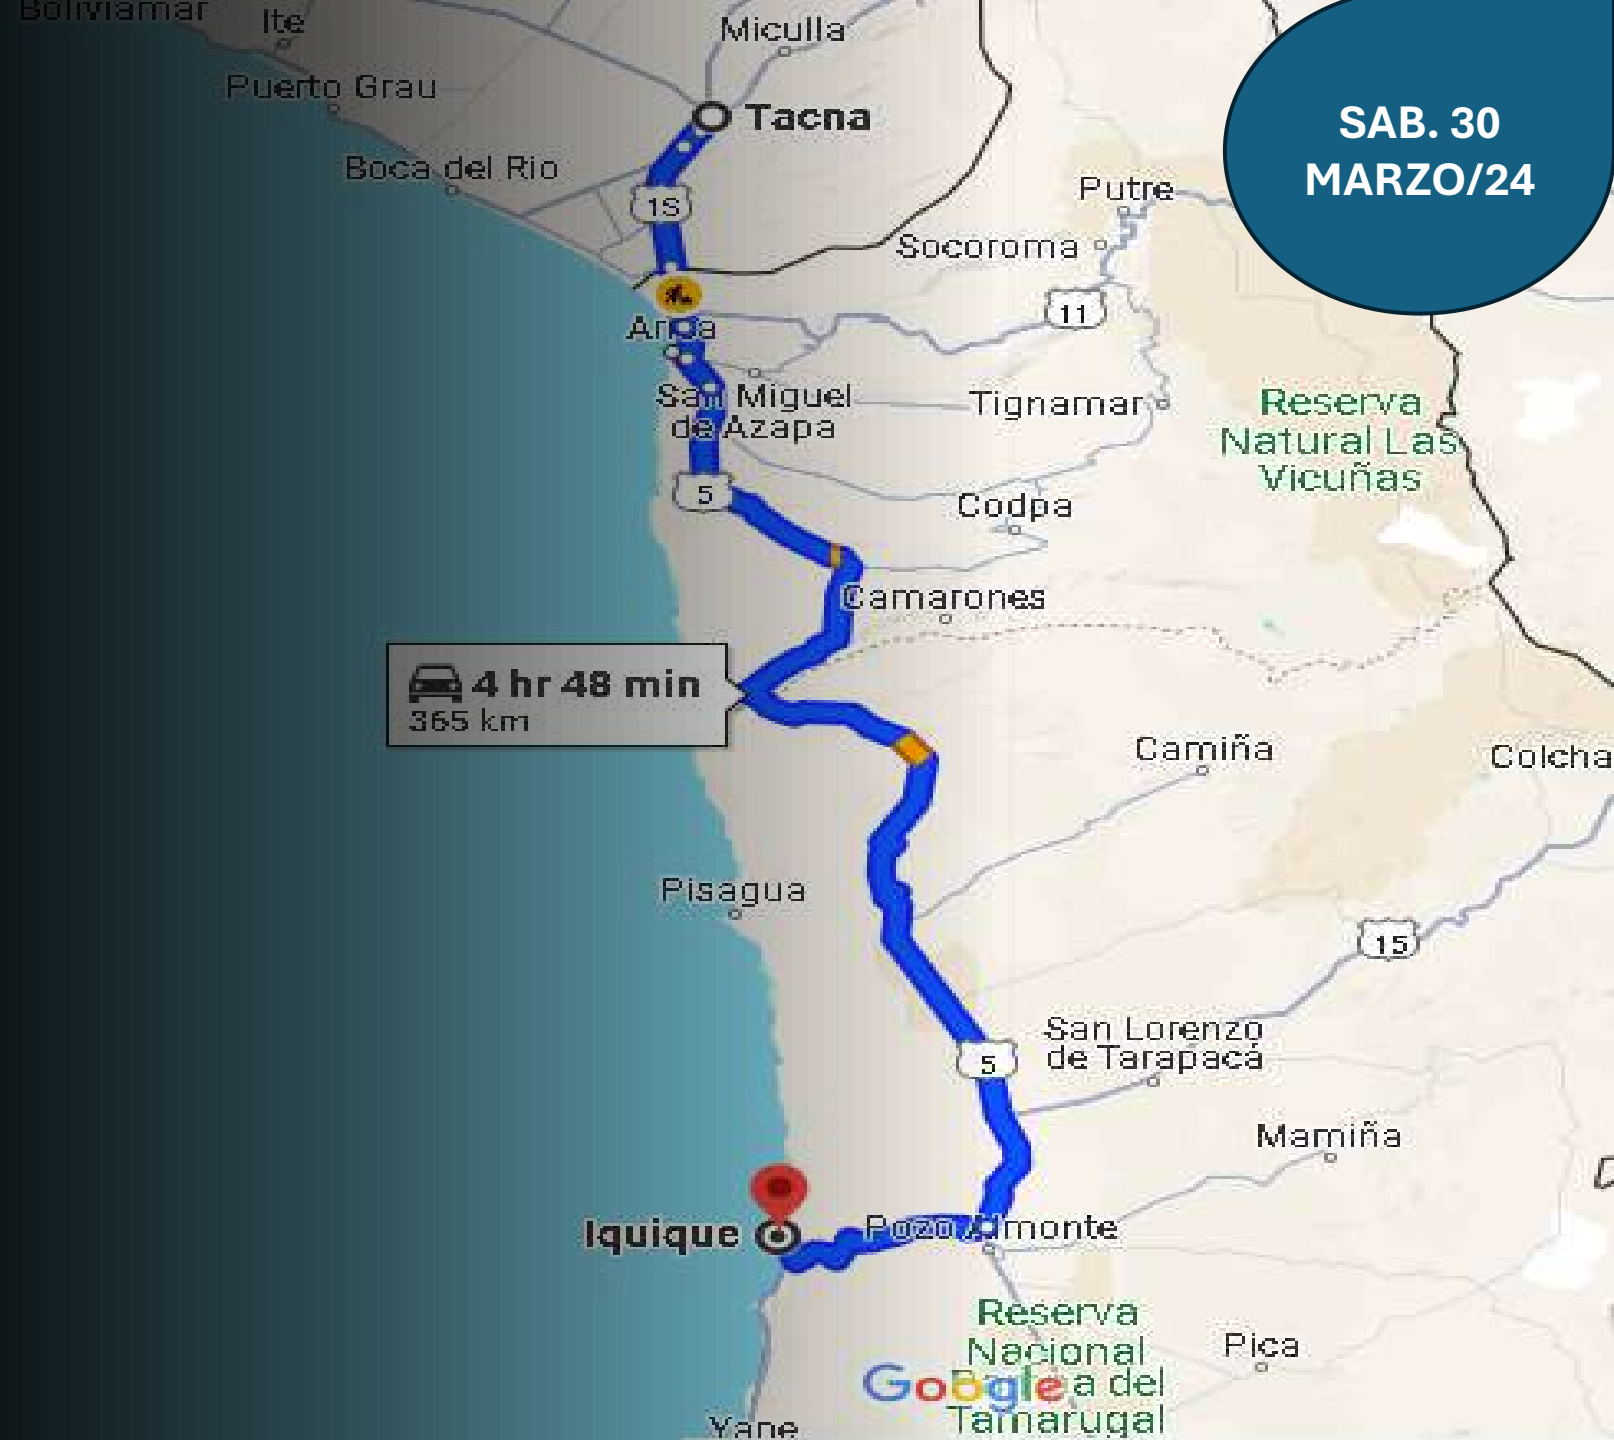 Boliviamar
Ite
Miculla
Puerto Grau
Tacna
SAB. 30
MARZO/24
Boca del Rio
Putre
1S
Socoroma
11
Arica
San Miguel
de Azapa
Tignamar
Reserva
Natural Las
Vicuñas
5
Codpa
Camarones
4 hr 48 min
365 km
Camiña
Colcha
Pisagua
15
San Lorenzo
de Tarapacá
5
Mamiña
Iquique
Pozo Almonte
Reserva
Nacional
a del
Tamarugal
Google
Pica
Yape